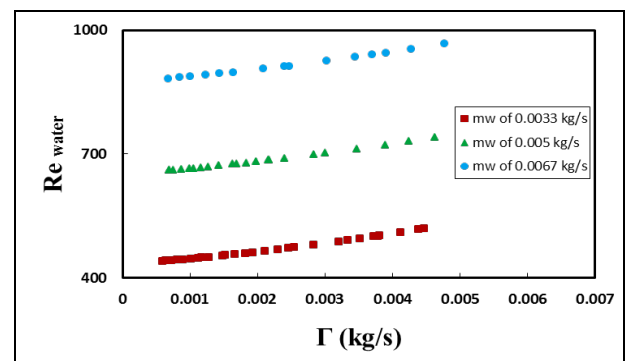 1000
700
400
Re water
mw of 0.0033 kg/s
mw of 0.005 kg/s
mw of 0.0067 kg/s
0 0.001 0.002 0.003 0.004 0.005 0.006 0.007
Γ (kg/s)